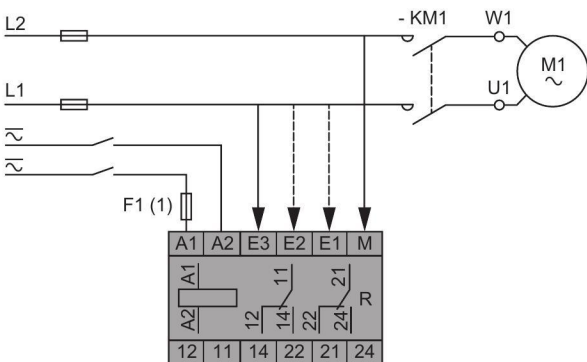 L2
- KM1
W1
M1
~
L1
U1
F1 (1)
A1 A2 E3 E2 E1 M
A1
A2
11
12
14
21
22
24
R
12 11 14 22 21 24